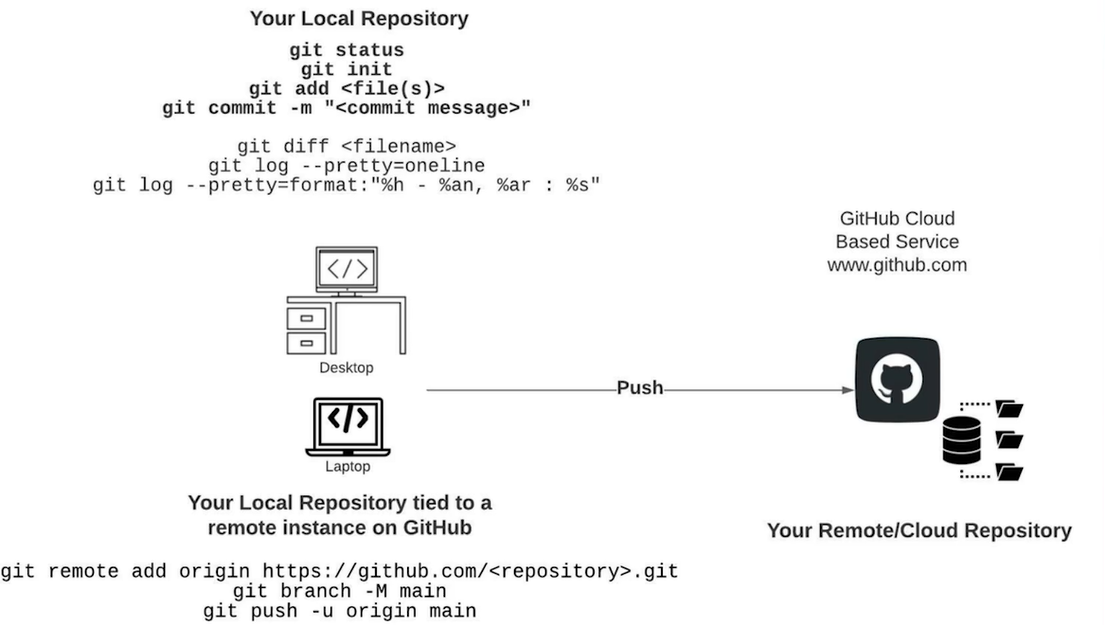 Your Local Repository
git status
git init
git add <file(s)>
git commit -m "<commit message>"
git diff <filename>
git log --pretty=oneline
git log --pretty=format:"%h - %an, %ar : %s"
GitHub Cloud
Based Service
www.github.com
</>
Desktop
Push
</>
Laptop
Your Local Repository tied to a
remote instance on GitHub
Your Remote/Cloud Repository
git remote add origin https://github.com/<repository>.git
git branch -M main
git push -u origin main